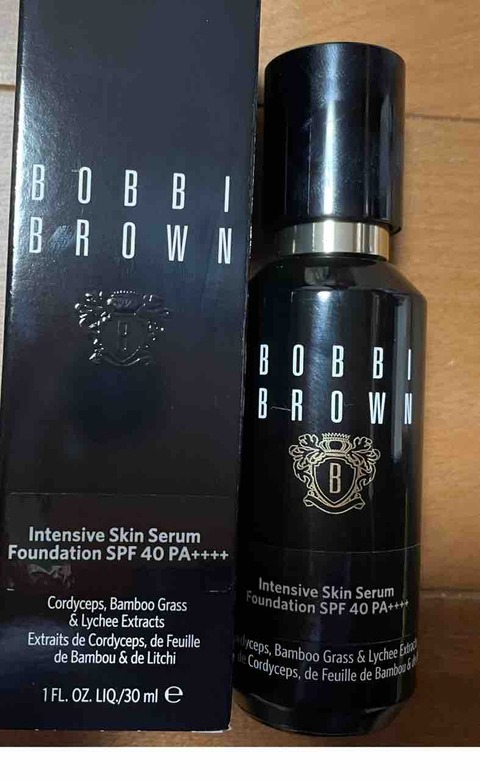 BOBBI
BROWN
B
Intensive Skin Serum
Foundation SPF 40 PA++++
Cordyceps, Bamboo Grass
& Lychee Extracts
Extraits de Cordyceps, de Feuille
de Bambou & de Litchi
1 FL. OZ. LIQ./30 ml ℮
BOBBI
BROWN
B
Intensive Skin Serum
Foundation SPF 40 PA++++
Bamboo Grass & Lychee
de Cordyceps, de Feuille de Bambou &